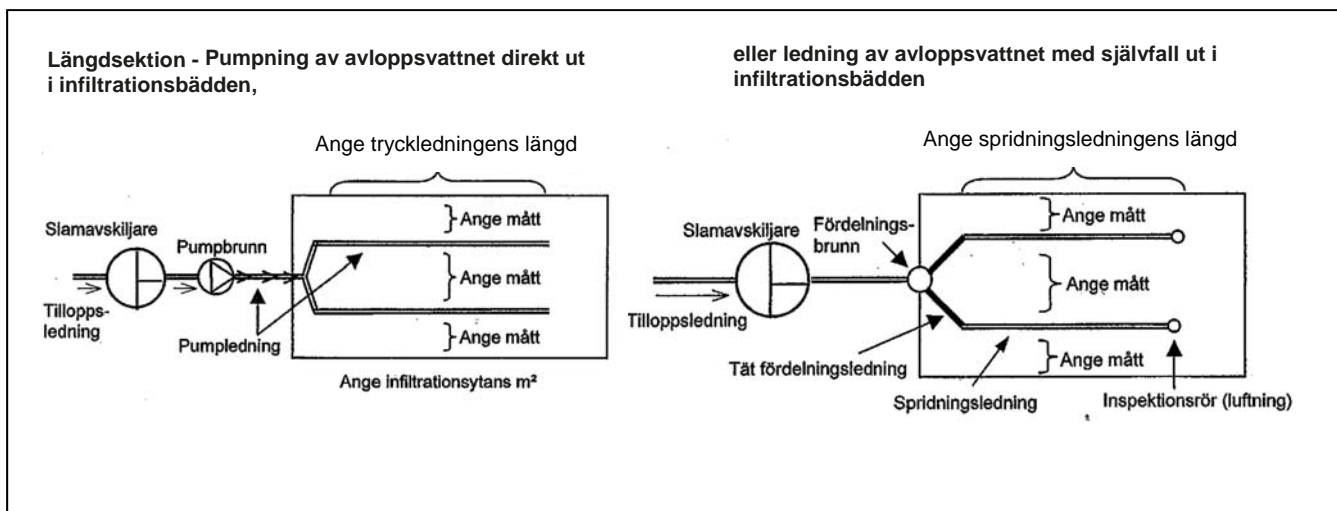 Längdsektion - Pumpning av avloppsvattnet direkt ut
i infiltrationsbädden,
Ange tryckledningens längd
Slamavskiljare
Pumpbrunn
Ange mått
Ange mått
Ange mått
Tillopps-
ledning
Pumpledning
Ange infiltrationsytans m²
eller ledning av avloppsvattnet med självfall ut i
infiltrationsbädden
Ange spridningsledningens längd
Slamavskiljare
Fördelnings-
brunn
Ange mått
Ange mått
Ange mått
Tilloppsledning
Tät fördelningsledning
Spridningsledning
Inspektionsrör (luftning)